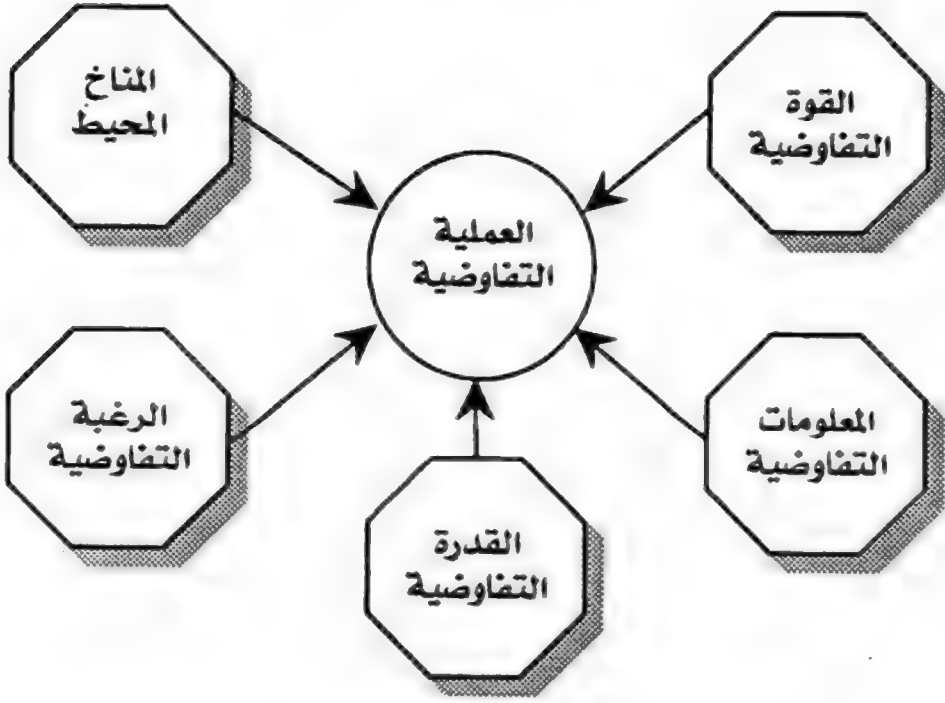 القوة
التفاوضية
المناخ
المحيط
العملية
التفاوضية
المعلومات
التفاوضية
الرغبة
التفاوضية
القدرة
التفاوضية